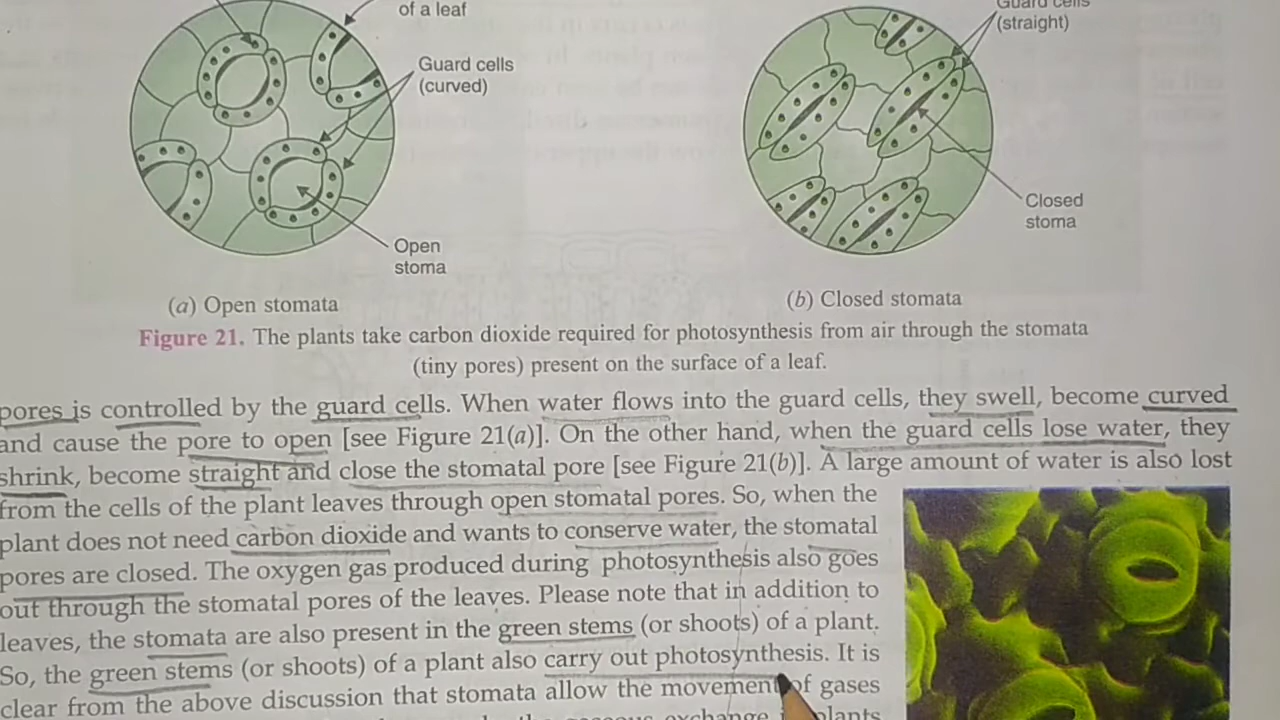 of a leaf
Guard cells
(curved)
Open
stoma
(a) Open stomata
Guard cells
(straight)
Closed
stoma
(b) Closed stomata
Figure 21. The plants take carbon dioxide required for photosynthesis from air through the stomata
(tiny pores) present on the surface of a leaf.
pores is controlled by the guard cells. When water flows into the guard cells, they swell, become curved
and cause the pore to open [see Figure 21(a)]. On the other hand, when the guard cells lose water, they
shrink, become straight and close the stomatal pore [see Figure 21(b)]. A large amount of water is also lost
from the cells of the plant leaves through open stomatal pores. So, when the
plant does not need carbon dioxide and wants to conserve water, the stomatal
pores are closed. The oxygen gas produced during photosynthesis also goes
out through the stomatal pores of the leaves. Please note that in addition to
leaves, the stomata are also present in the green stems (or shoots) of a plant.
So, the green stems (or shoots) of a plant also carry out photosynthesis. It is
clear from the above discussion that stomata allow the movement of gases
exchange plants